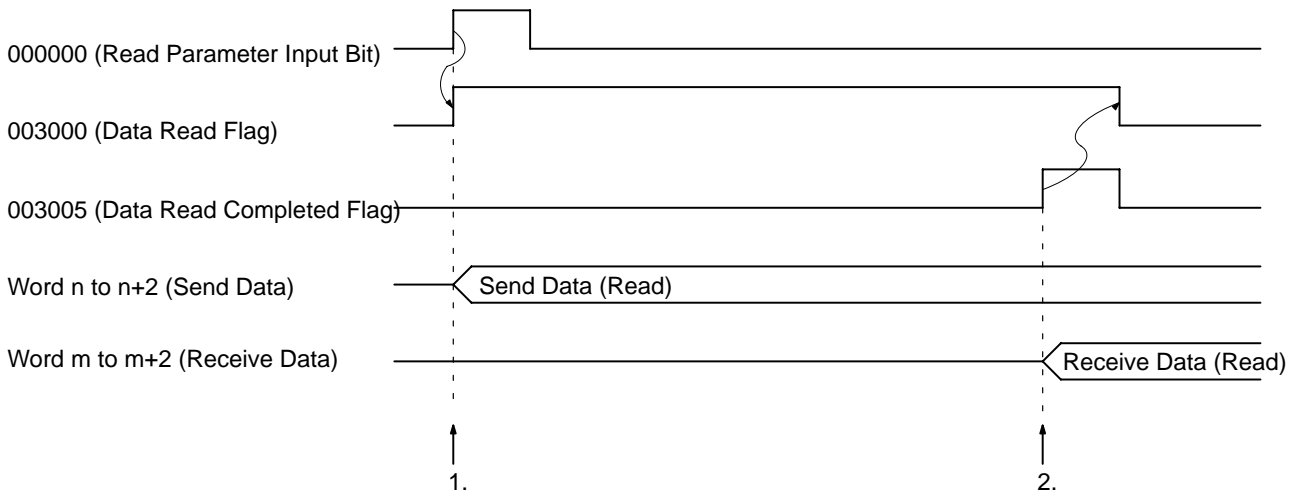 000000 (Read Parameter Input Bit)
003000 (Data Read Flag)
003005 (Data Read Completed Flag)
Word n to n+2 (Send Data)
Send Data (Read)
Word m to m+2 (Receive Data)
Receive Data (Read)
1.
2.